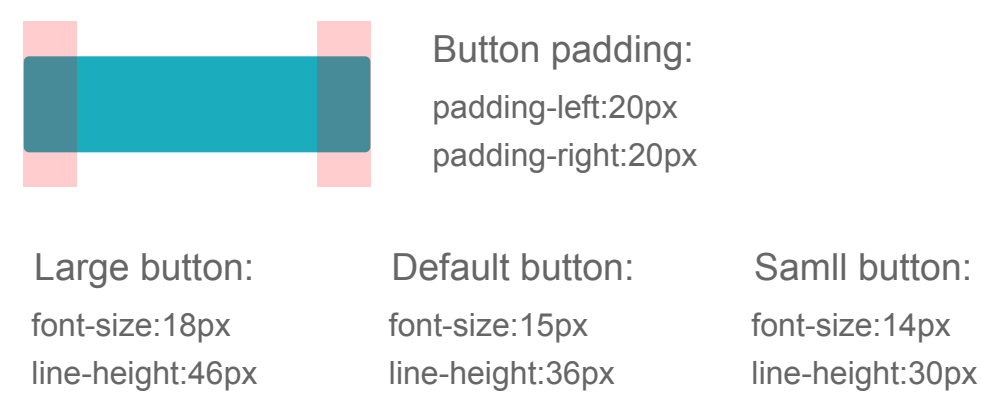 Button padding:
padding-left:20px
padding-right:20px
Large button:
font-size:18px
line-height:46px
Default button:
font-size:15px
line-height:36px
Samll button:
font-size:14px
line-height:30px